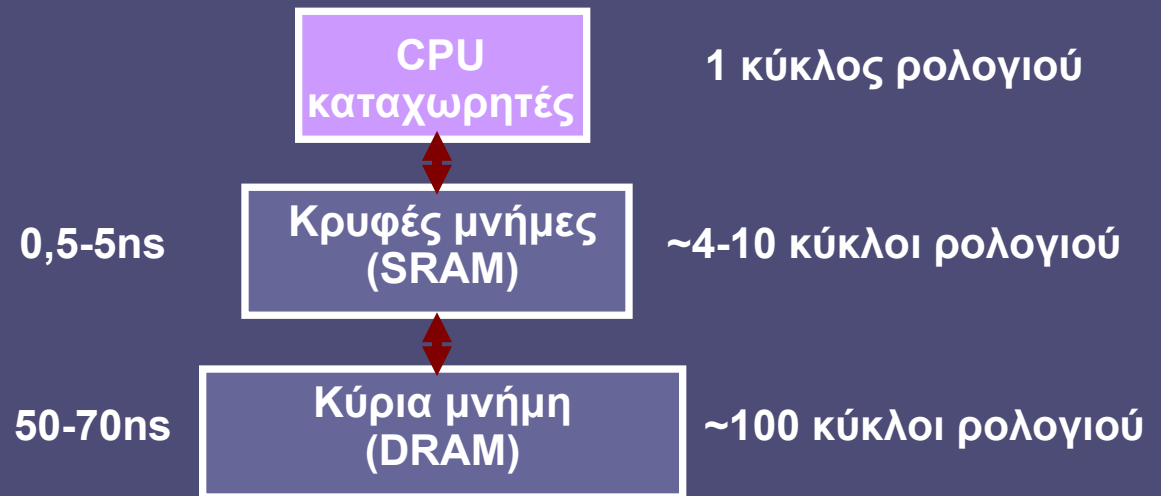 CPU
καταχωρητές
1 κύκλος ρολογιού
0,5-5ns
Κρυφές μνήμες
(SRAM)
~4-10 κύκλοι ρολογιού
50-70ns
Κύρια μνήμη
(DRAM)
~100 κύκλοι ρολογιού